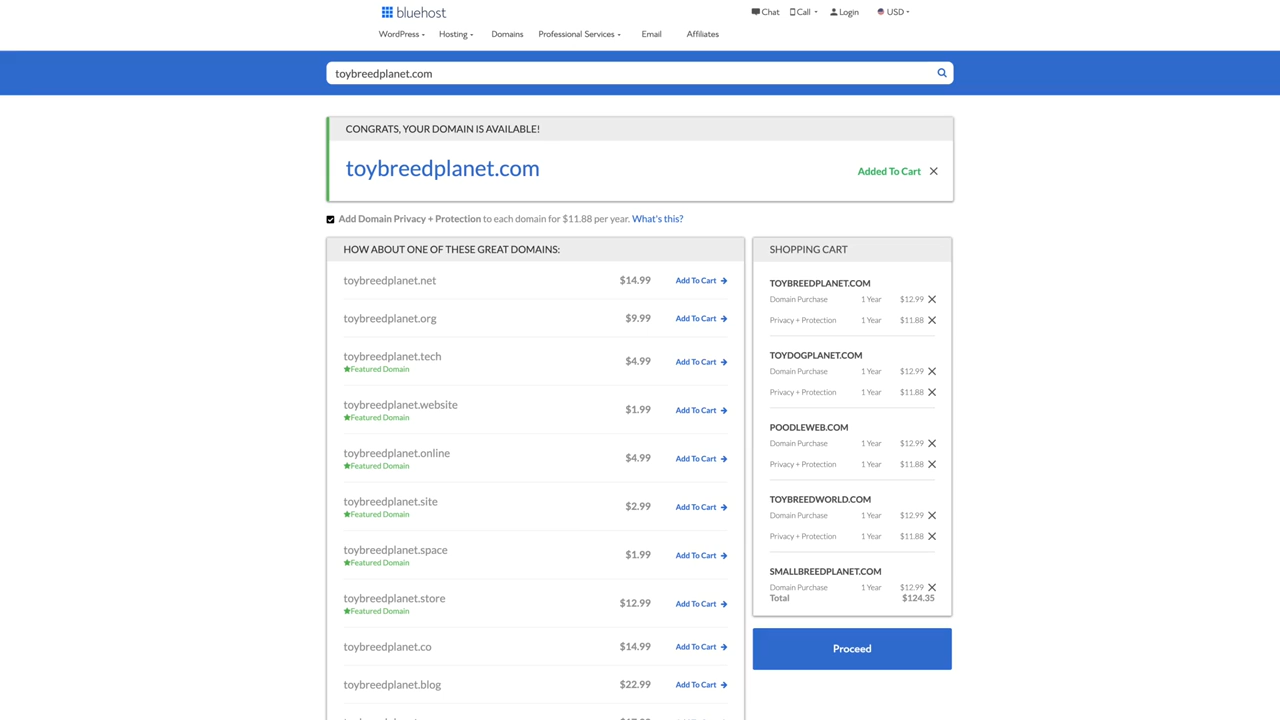 bluehost
Chat Call Login USD
WordPress Hosting Domains Professional Services Email Affiliates
toybreedplanet.com
CONGRATS, YOUR DOMAIN IS AVAILABLE!
toybreedplanet.com
Added To Cart
Add Domain Privacy + Protection to each domain for $11.88 per year. What's this?
HOW ABOUT ONE OF THESE GREAT DOMAINS:
toybreedplanet.net $14.99 Add To Cart
toybreedplanet.org $9.99 Add To Cart
toybreedplanet.tech $4.99 Add To Cart
Featured Domain
toybreedplanet.website $1.99 Add To Cart
Featured Domain
toybreedplanet.online $4.99 Add To Cart
Featured Domain
toybreedplanet.site $2.99 Add To Cart
Featured Domain
toybreedplanet.space $1.99 Add To Cart
Featured Domain
toybreedplanet.store $12.99 Add To Cart
Featured Domain
toybreedplanet.co $14.99 Add To Cart
toybreedplanet.blog $22.99 Add To Cart
SHOPPING CART
TOYBREEDPLANET.COM
Domain Purchase 1 Year $12.99
Privacy + Protection 1 Year $11.88
TOYDOGPLANET.COM
Domain Purchase 1 Year $12.99
Privacy + Protection 1 Year $11.88
POODLEWEB.COM
Domain Purchase 1 Year $12.99
Privacy + Protection 1 Year $11.88
TOYBREEDWORLD.COM
Domain Purchase 1 Year $12.99
Privacy + Protection 1 Year $11.88
SMALLBREEDPLANET.COM
Domain Purchase 1 Year $12.99
Total $124.35
Proceed